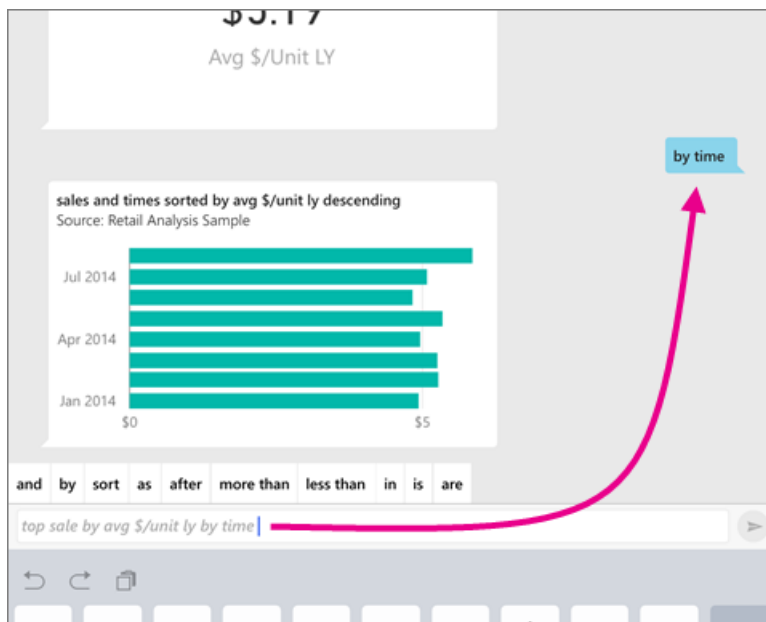 $5.19
Avg $/Unit LY
by time
sales and times sorted by avg $/unit ly descending
Source: Retail Analysis Sample
Jul 2014
Apr 2014
Jan 2014
$0 $5
and by sort as after more than less than in is are
top sale by avg $/unit ly by time